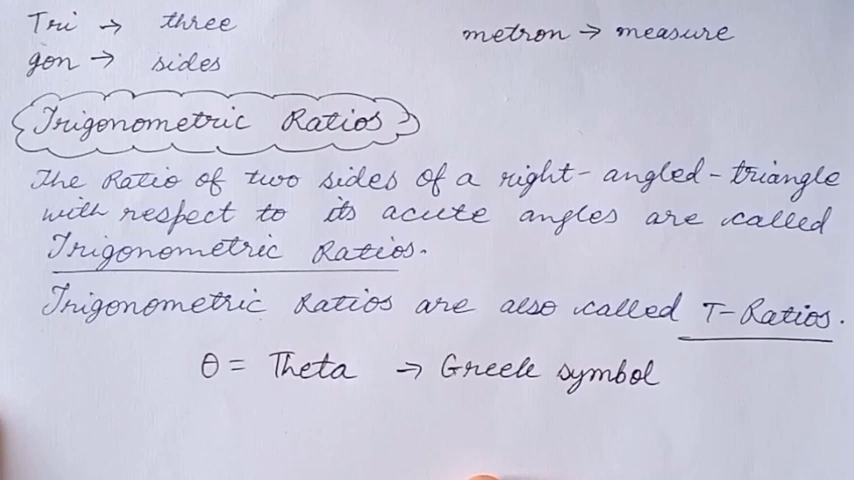 Tri → three
metron → measure
gon → sides
Trigonometric Ratios
The Ratio of two sides of a right-angled-triangle
with respect to its acute angles are called
Trigonometric Ratios.
Trigonometric Ratios are also called T-Ratios.
θ = Theta → Greek symbol